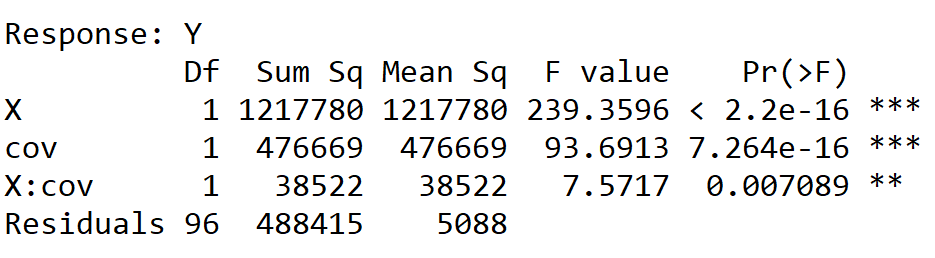 Response: Y
Df Sum Sq Mean Sq F value Pr(>F)
X 1 1217780 1217780 239.3596 < 2.2e-16 ***
cov 1 476669 476669 93.6913 7.264e-16 ***
X:cov 1 38522 38522 7.5717 0.007089 **
Residuals 96 488415 5088